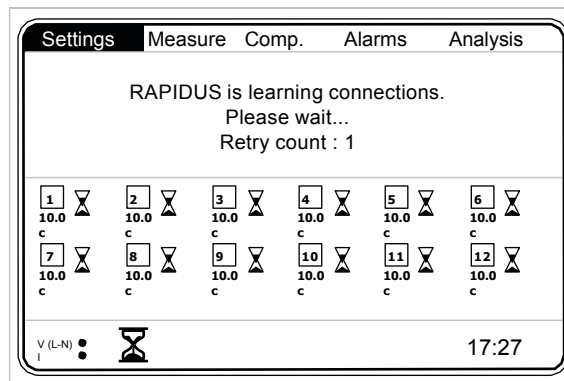 Settings Measure Comp. Alarms Analysis
RAPIDUS is learning connections.
Please wait...
Retry count : 1
1 2 3 4 5 6
10.0 10.0 10.0 10.0 10.0 10.0
c c c c c c
7 8 9 10 11 12
10.0 10.0 10.0 10.0 10.0 10.0
c c c c c c
V (L-N)
I
17:27